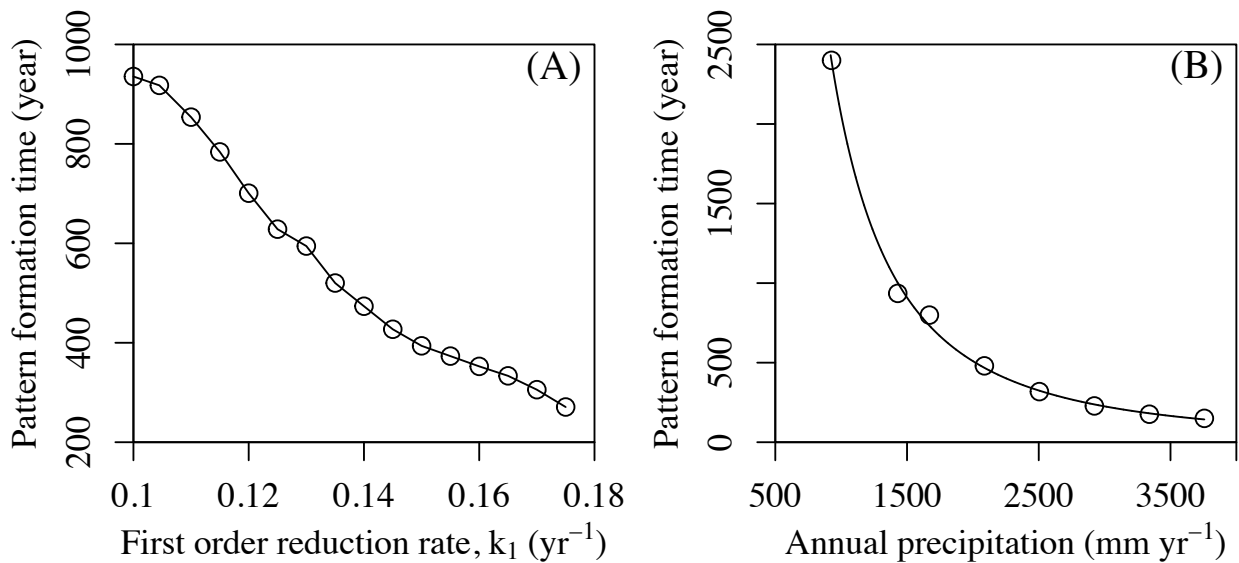 Pattern formation time (year)
1000
800
600
400
200
(A)
0.1 0.12 0.14 0.16 0.18
First order reduction rate, k₁ (yr⁻¹)
Pattern formation time (year)
2500
1500
500
0
(B)
500 1500 2500 3500
Annual precipitation (mm yr⁻¹)